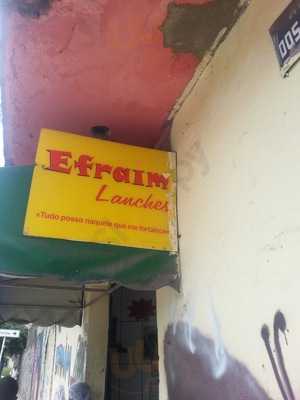 Efraim
Lanches
«Tudo posso naquele que me fortalece»
DOS